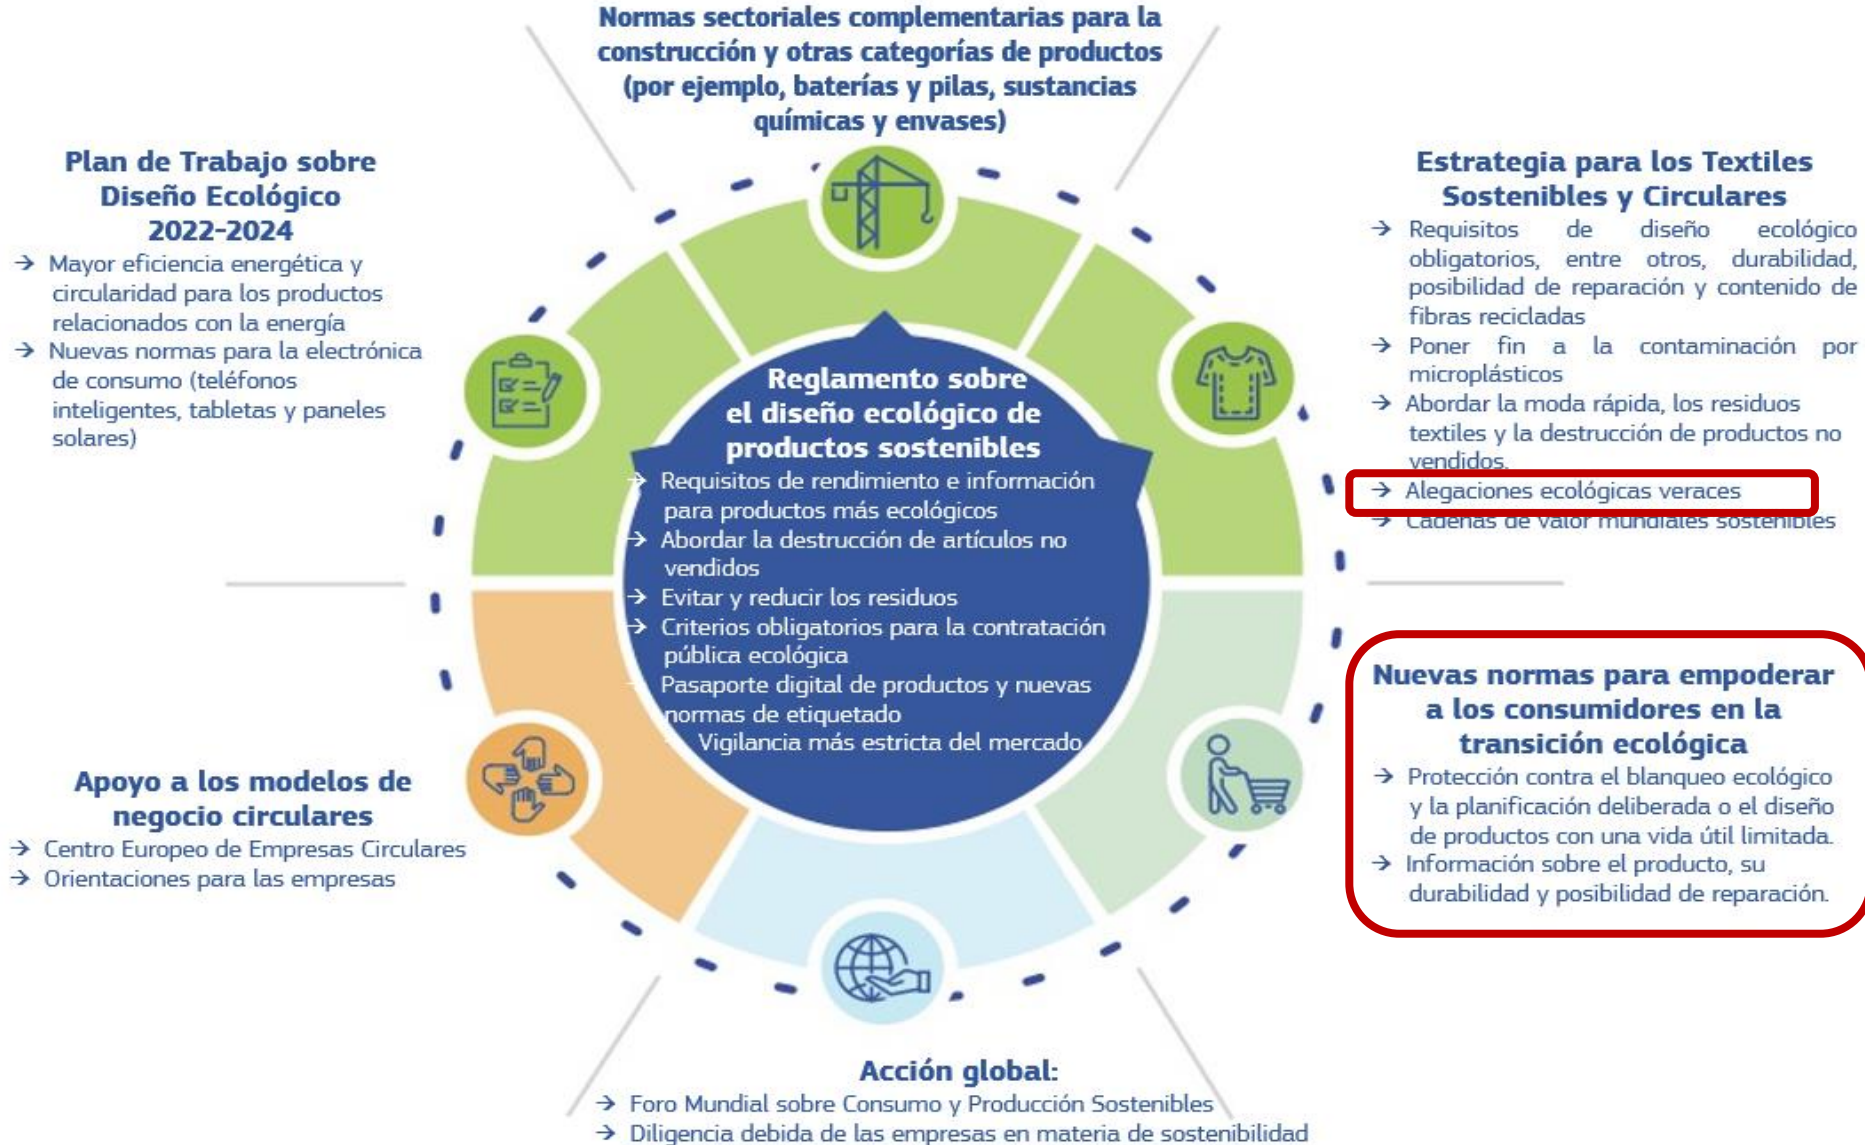 Normas sectoriales complementarias para la
construcción y otras categorías de productos
(por ejemplo, baterías y pilas, sustancias
químicas y envases)
Plan de Trabajo sobre
Diseño Ecológico
2022-2024
→ Mayor eficiencia energética y
circularidad para los productos
relacionados con la energía
→ Nuevas normas para la electrónica
de consumo (teléfonos
inteligentes, tabletas y paneles
solares)
Estrategia para los Textiles
Sostenibles y Circulares
→ Requisitos de diseño ecológico
obligatorios, entre otros, durabilidad,
posibilidad de reparación y contenido de
fibras recicladas
→ Poner fin a la contaminación por
microplásticos
→ Abordar la moda rápida, los residuos
textiles y la destrucción de productos no
vendidos.
→ Alegaciones ecológicas veraces
→ Cadenas de valor mundiales sostenibles
Reglamento sobre
el diseño ecológico de
productos sostenibles
→ Requisitos de rendimiento e información
para productos más ecológicos
→ Abordar la destrucción de artículos no
vendidos
→ Evitar y reducir los residuos
→ Criterios obligatorios para la contratación
pública ecológica
Pasaporte digital de productos y nuevas
normas de etiquetado
Vigilancia más estricta del mercado
Nuevas normas para empoderar
a los consumidores en la
transición ecológica
→ Protección contra el blanqueo ecológico
y la planificación deliberada o el diseño
de productos con una vida útil limitada.
→ Información sobre el producto, su
durabilidad y posibilidad de reparación.
Apoyo a los modelos de
negocio circulares
→ Centro Europeo de Empresas Circulares
→ Orientaciones para las empresas
Acción global:
→ Foro Mundial sobre Consumo y Producción Sostenibles
→ Diligencia debida de las empresas en materia de sostenibilidad